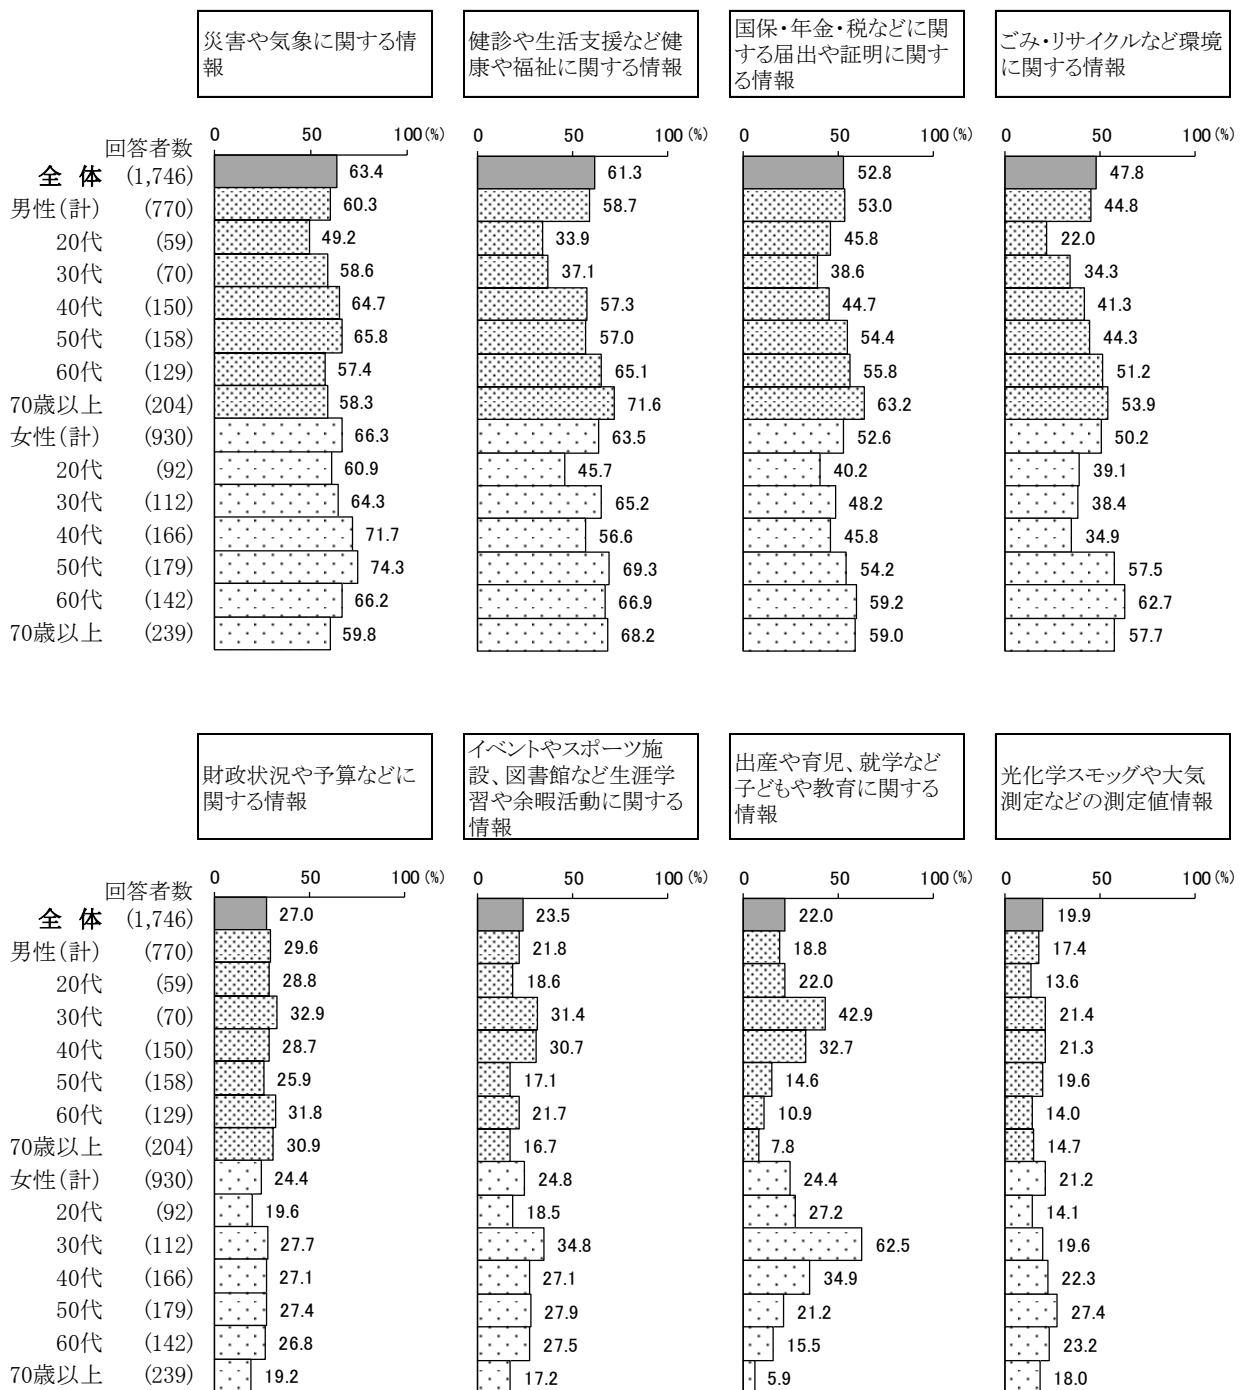 災害や気象に関する情
報
健診や生活支援など健
康や福祉に関する情報
国保・年金・税などに関
する届出や証明に関す
る情報
ごみ・リサイクルなど環境
に関する情報
回答者数
0 50 100(%) 0 50 100(%) 0 50 100(%) 0 50 100(%)
全 体 (1,746) 63.4 61.3 52.8 47.8
男性(計) (770) 60.3 58.7 53.0 44.8
20代 (59) 49.2 33.9 45.8 22.0
30代 (70) 58.6 37.1 38.6 34.3
40代 (150) 64.7 57.3 44.7 41.3
50代 (158) 65.8 57.0 54.4 44.3
60代 (129) 57.4 65.1 55.8 51.2
70歳以上 (204) 58.3 71.6 63.2 53.9
女性(計) (930) 66.3 63.5 52.6 50.2
20代 (92) 60.9 45.7 40.2 39.1
30代 (112) 64.3 65.2 48.2 38.4
40代 (166) 71.7 56.6 45.8 34.9
50代 (179) 74.3 69.3 54.2 57.5
60代 (142) 66.2 66.9 59.2 62.7
70歳以上 (239) 59.8 68.2 59.0 57.7
財政状況や予算などに
関する情報
イベントやスポーツ施
設、図書館など生涯学
習や余暇活動に関する
情報
出産や育児、就学など
子どもや教育に関する
情報
光化学スモッグや大気
測定などの測定値情報
回答者数
0 50 100(%) 0 50 100(%) 0 50 100(%) 0 50 100(%)
全 体 (1,746) 27.0 23.5 22.0 19.9
男性(計) (770) 29.6 21.8 18.8 17.4
20代 (59) 28.8 18.6 22.0 13.6
30代 (70) 32.9 31.4 42.9 21.4
40代 (150) 28.7 30.7 32.7 21.3
50代 (158) 25.9 17.1 14.6 19.6
60代 (129) 31.8 21.7 10.9 14.0
70歳以上 (204) 30.9 16.7 7.8 14.7
女性(計) (930) 24.4 24.8 24.4 21.2
20代 (92) 19.6 18.5 27.2 14.1
30代 (112) 27.7 34.8 62.5 19.6
40代 (166) 27.1 27.1 34.9 22.3
50代 (179) 27.4 27.9 21.2 27.4
60代 (142) 26.8 27.5 15.5 23.2
70歳以上 (239) 19.2 17.2 5.9 18.0